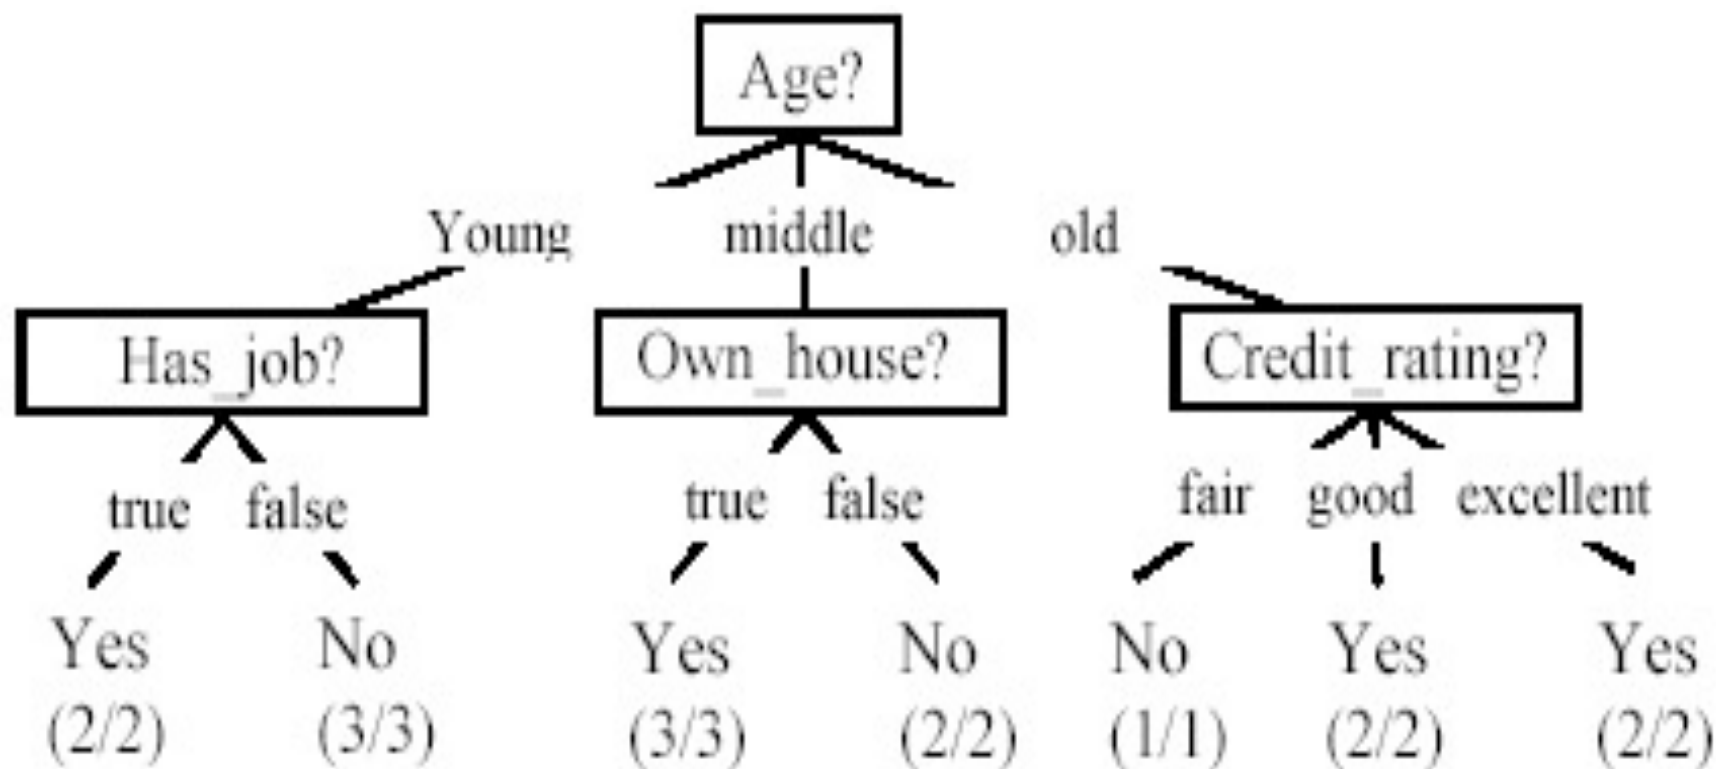 Age?
Young middle old
Has_job? Own_house? Credit_rating?
true false true false fair good excellent
Yes No Yes No No Yes Yes
(2/2) (3/3) (3/3) (2/2) (1/1) (2/2) (2/2)